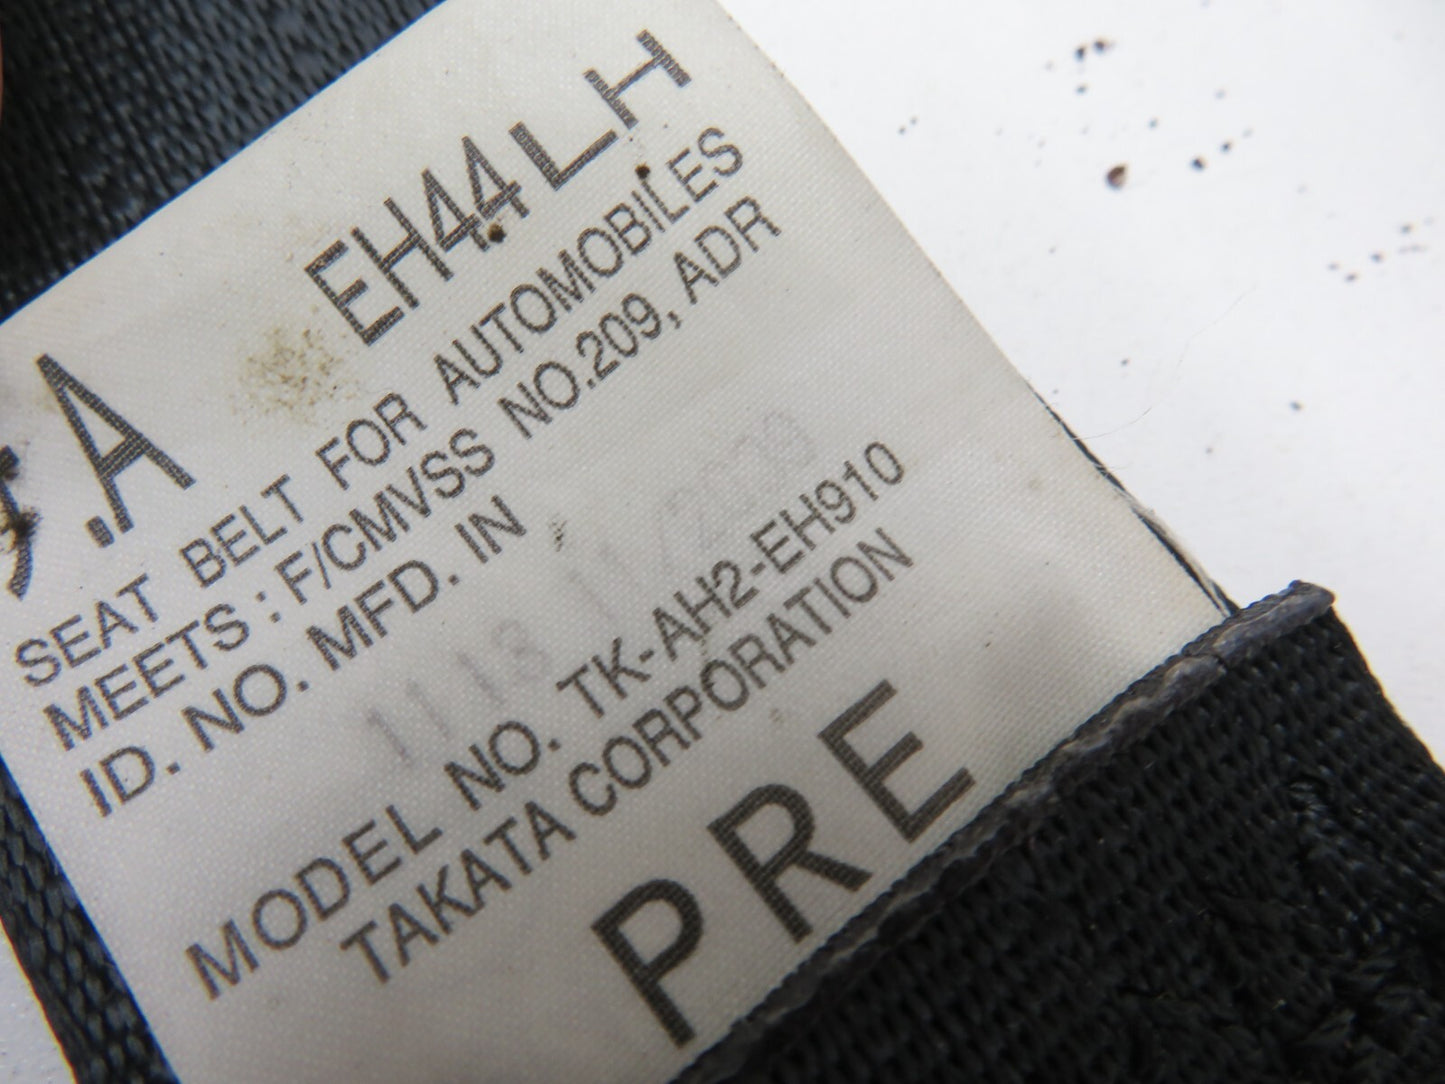 .A EH44LH
SEAT BELT FOR AUTOMOBILES
MEETS : F/CMVSS NO.209, ADR
ID. NO. MFD. IN
MODEL NO. TK-AH2-EH910
TAKATA CORPORATION
PRE